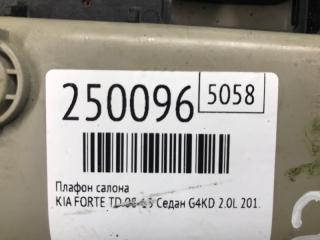 250096 5058
Плафон салона
KIA FORTE TD 08-13 Седан G4KD 2.0L 201.